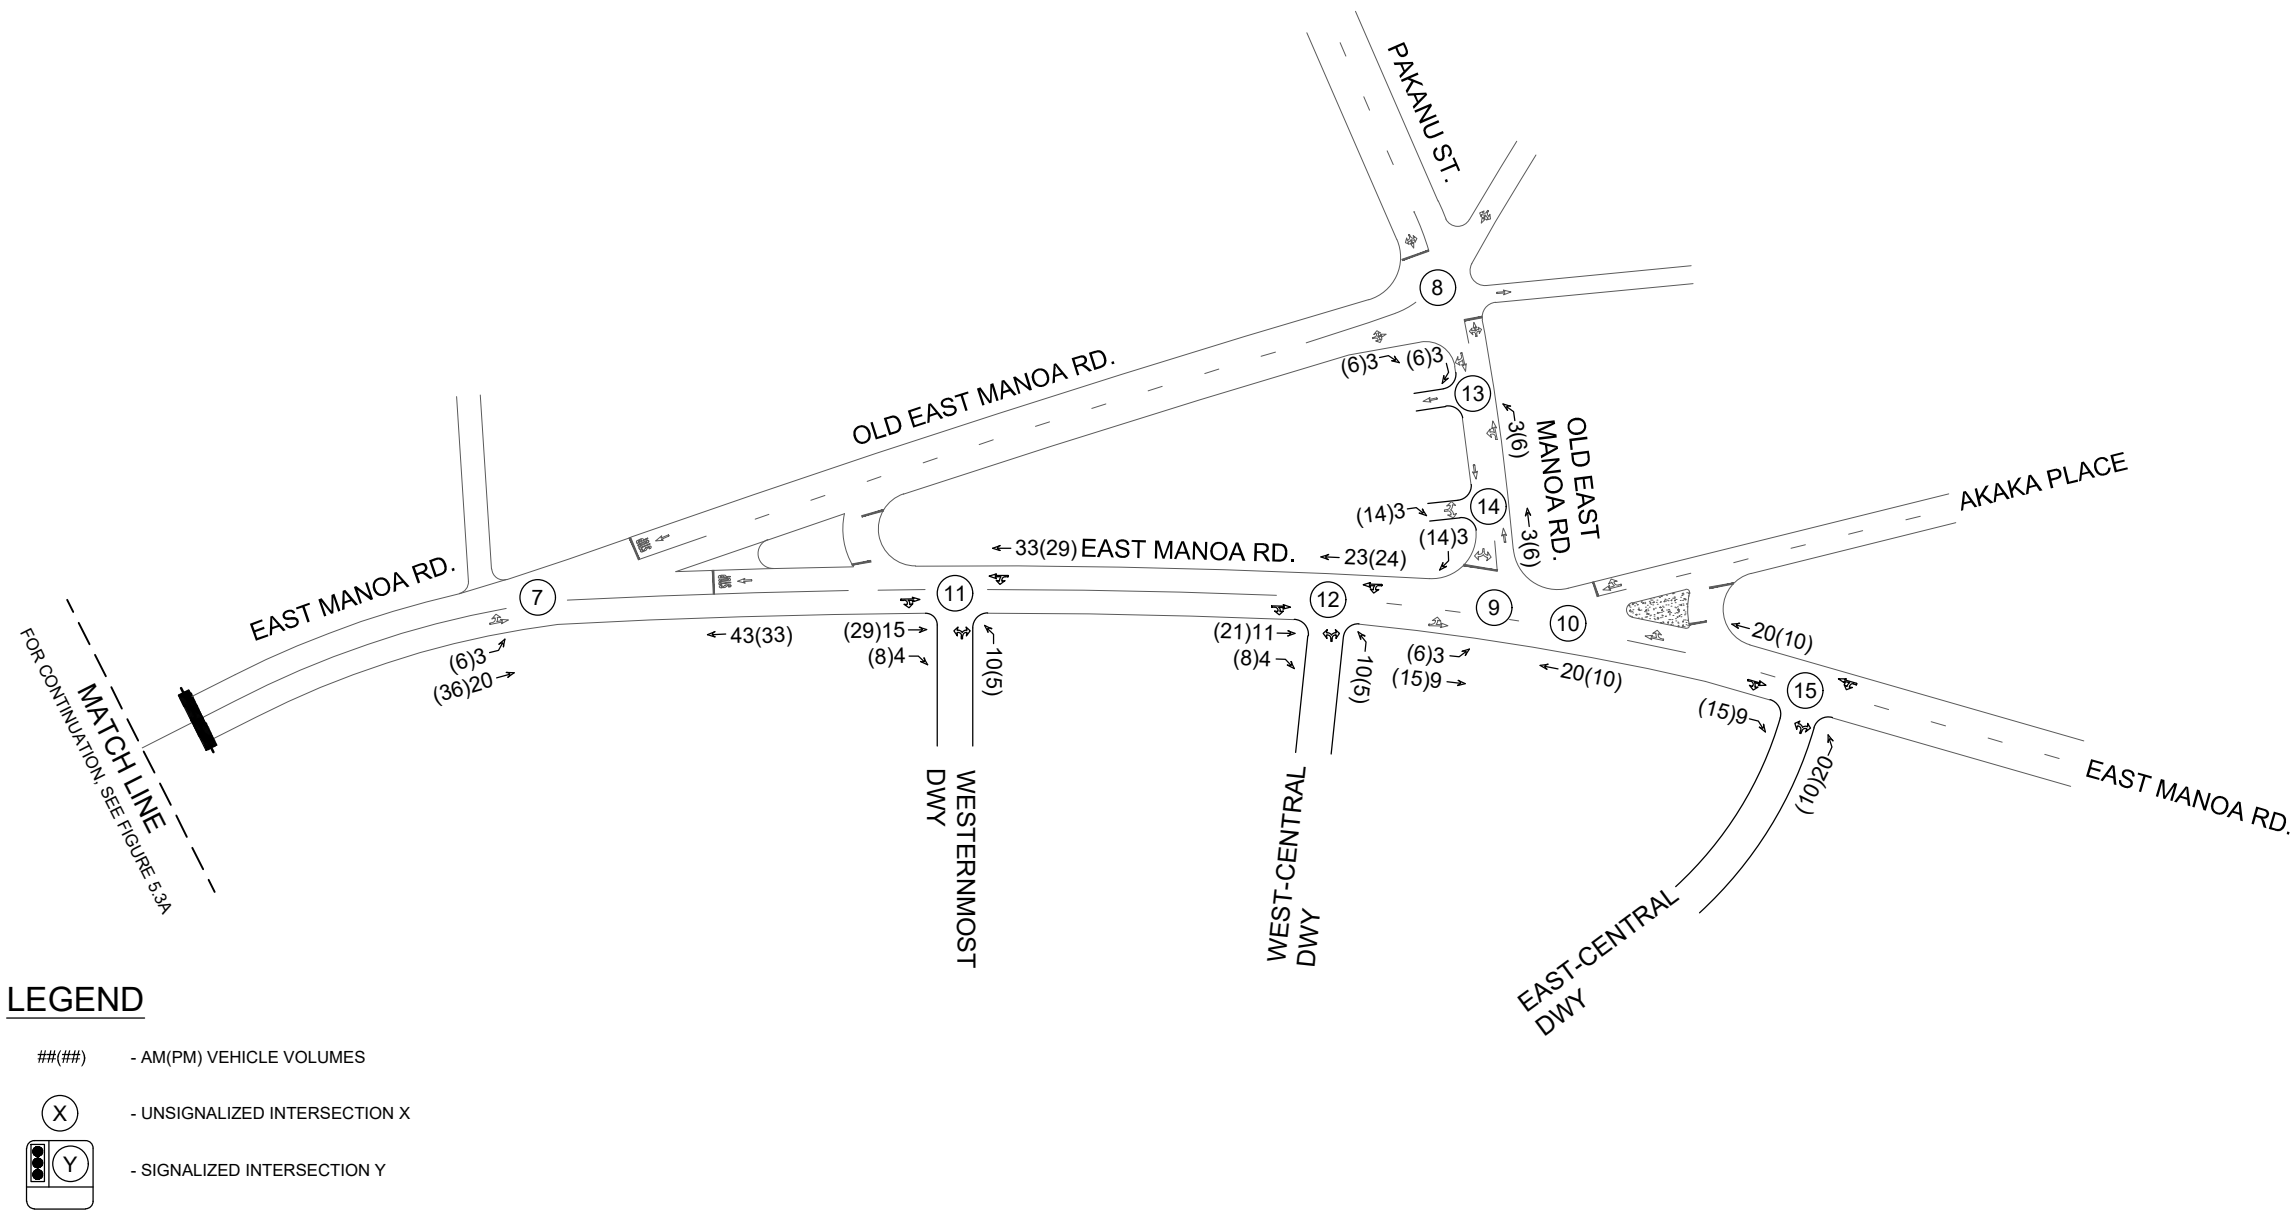 PAKANU ST.
8
OLD EAST MANOA RD.
(6)3
(6)3
13
3(6)
OLD EAST
MANOA RD.
14
(14)3
(14)3
3(6)
AKAKA PLACE
EAST MANOA RD.
7
33(29)
EAST MANOA RD.
23(24)
11
12
9
10
20(10)
15
(6)3
(36)20
43(33)
(29)15
(8)4
10(5)
(21)11
(8)4
10(5)
(6)3
(15)9
20(10)
(15)9
(10)20
EAST MANOA RD.
MATCH LINE
FOR CONTINUATION, SEE FIGURE 5.3A
WESTERNMOST
DWY
WEST-CENTRAL
DWY
EAST-CENTRAL
DWY
LEGEND
##(##) - AM(PM) VEHICLE VOLUMES
X - UNSIGNALIZED INTERSECTION X
Y - SIGNALIZED INTERSECTION Y